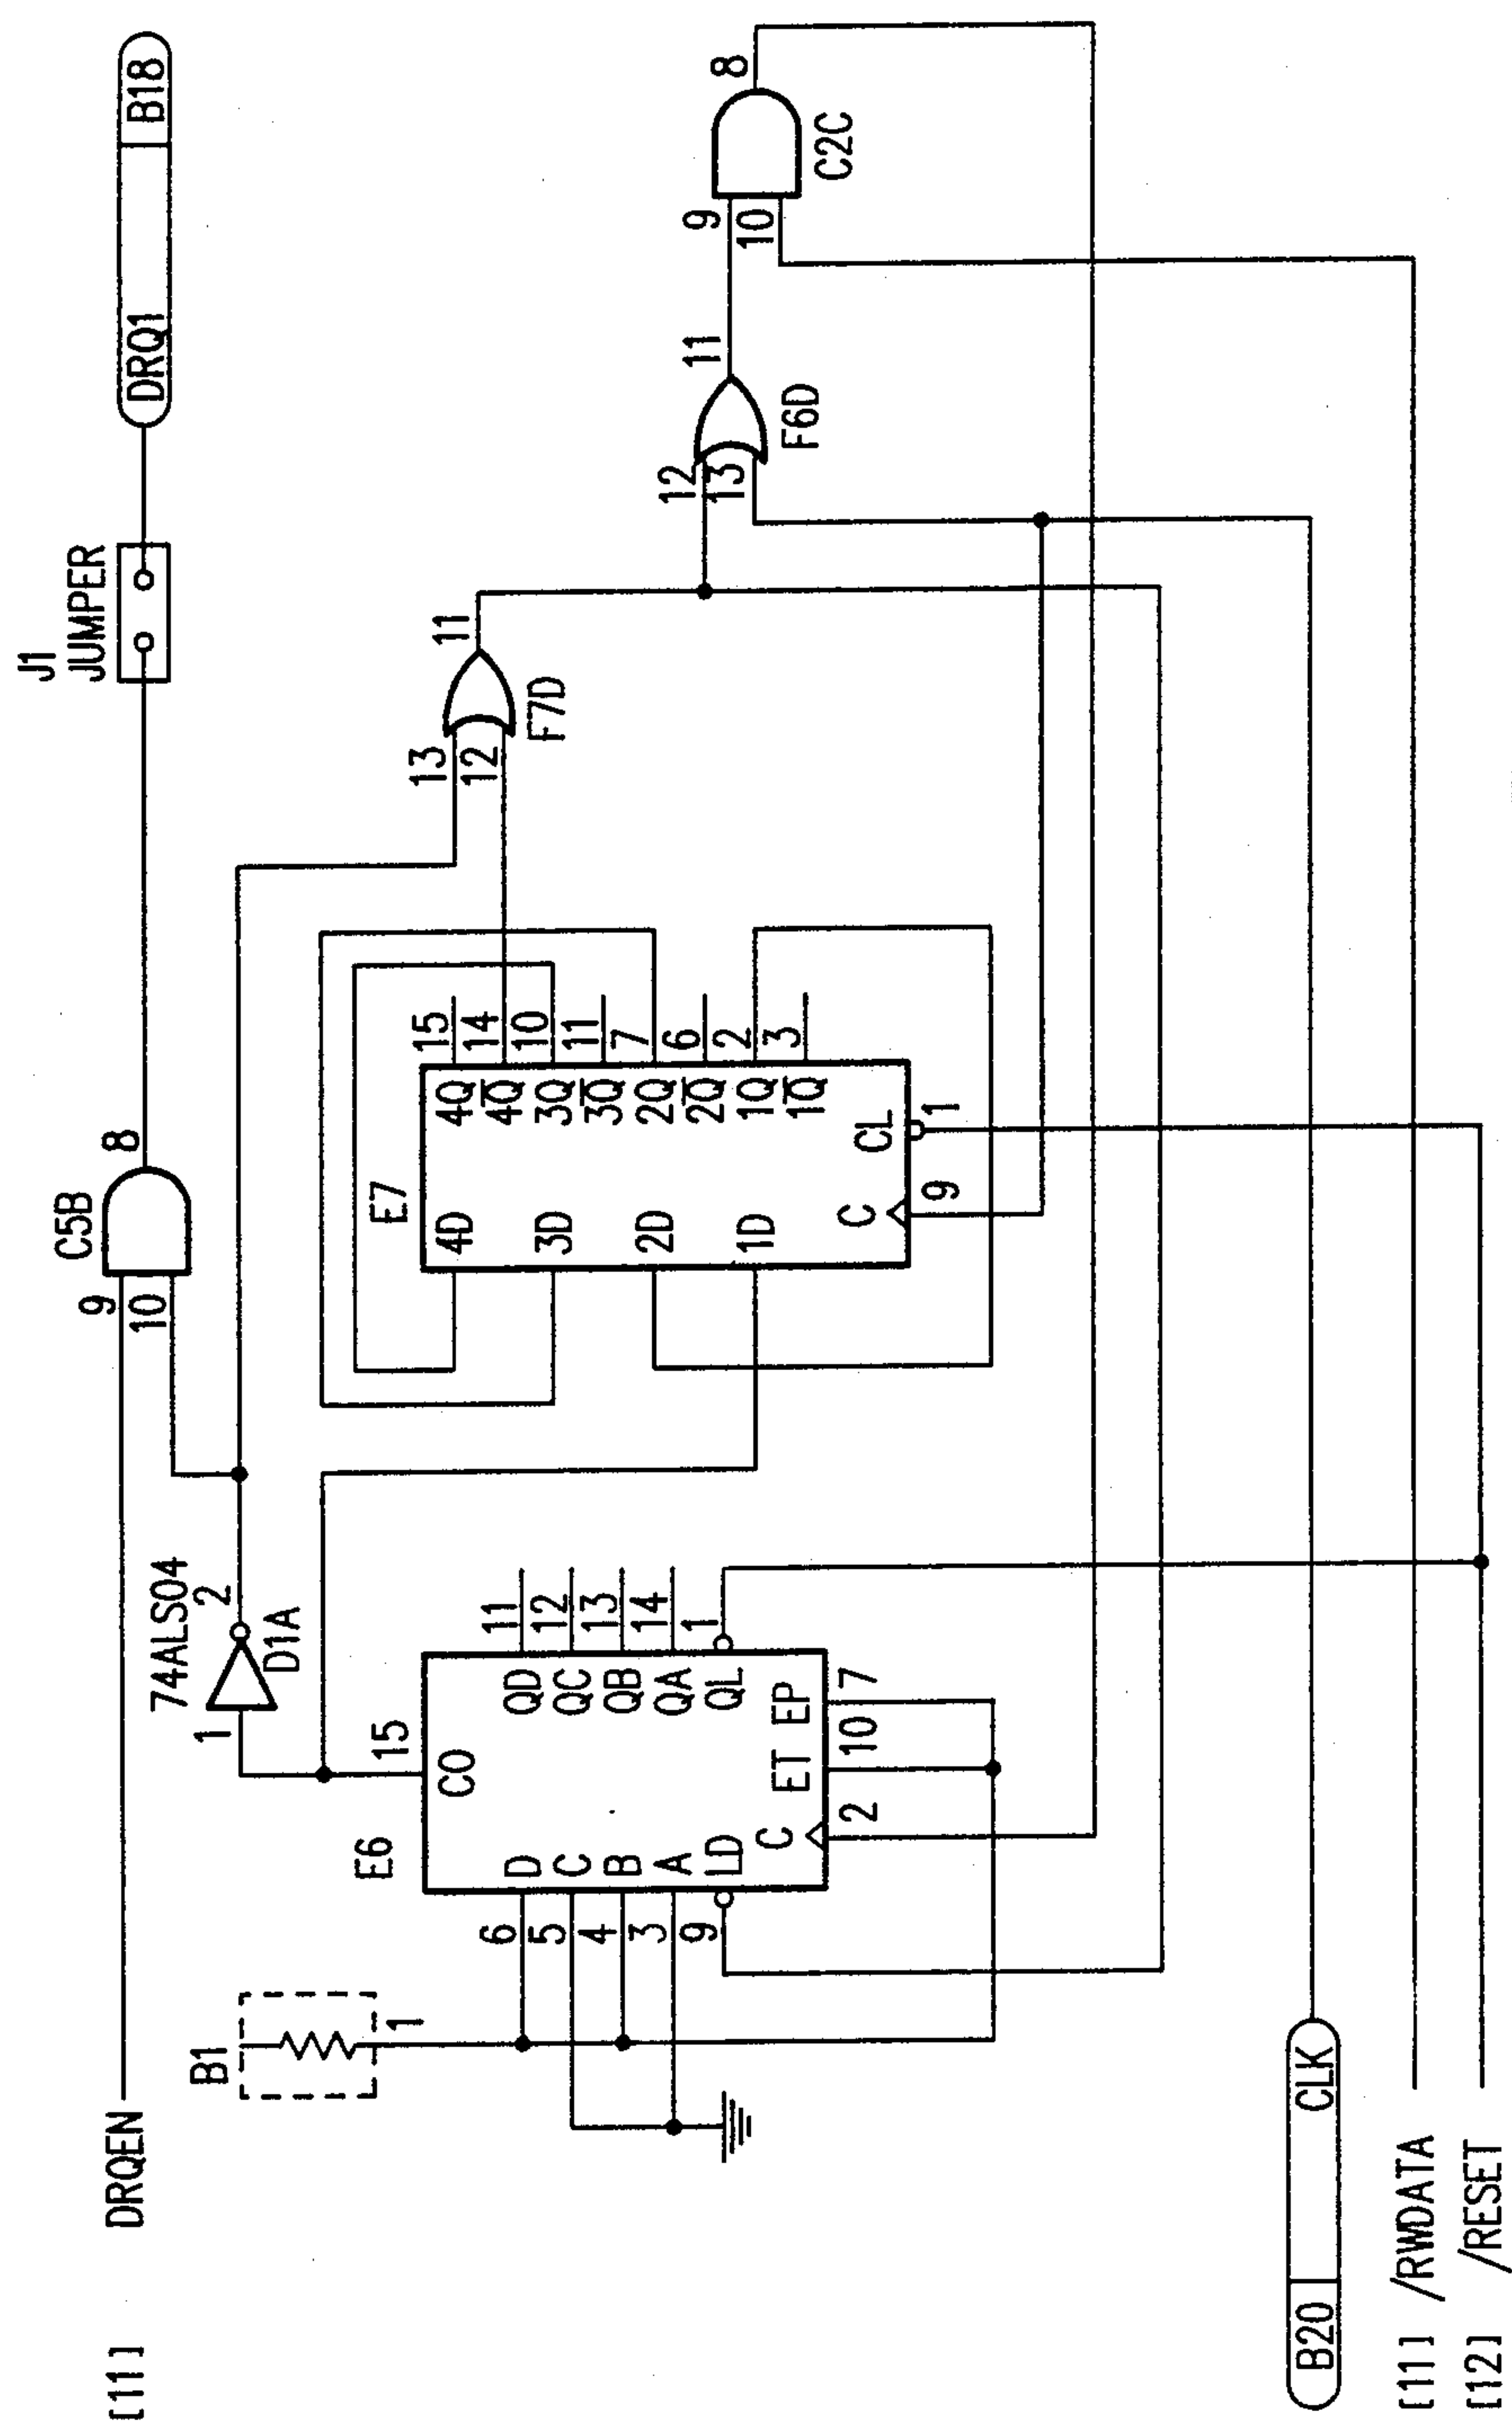 [11] DRQEN
C5B
9
10
8
J1
JUMPER
DRQ1 B18
74ALS04
1
2
D1A
B1
1
E6
15
CO
6 D
5 C
4 B
3 A
9 LD
C
2
ET
10
EP
7
QD 11
QC 12
QB 13
QA 14
QL 1
E7
4D
3D
2D
1D
C
9
CL
1
4Q 15
4Q̅ 14
3Q 10
3Q̅ 11
2Q 7
2Q̅ 6
1Q 2
1Q̅ 3
13
12
11
F7D
12
13
11
F6D
9
10
8
C2C
B20 CLK
[11] /RWDATA
[12] /RESET